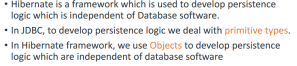 • Hibernate is a framework which is used to develop persistence
logic which is independent of Database software.
• In JDBC, to develop persistence logic we deal with primitive types.
• In Hibernate framework, we use Objects to develop persistence
logic which are independent of database software